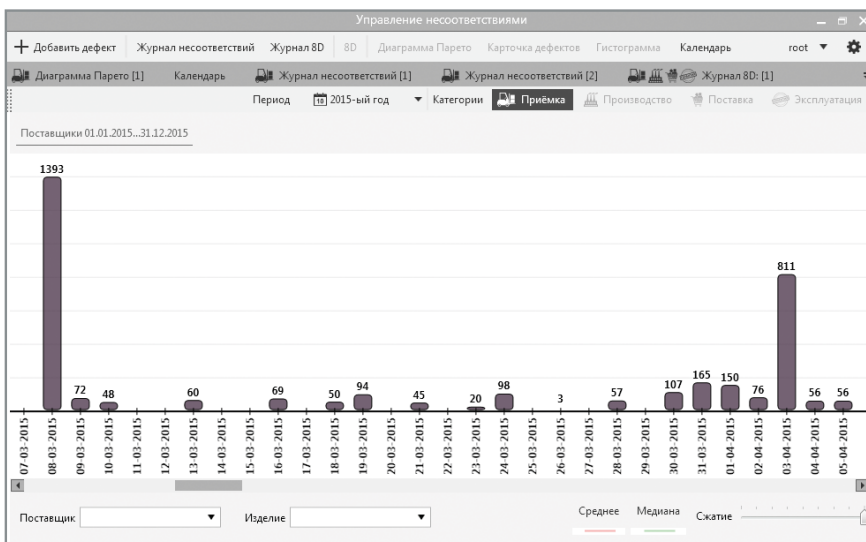 Управление несоответствиями
Добавить дефект Журнал несоответствий Журнал 8D 8D Диаграмма Парето Карточка дефектов Гистограмма Календарь root
Диаграмма Парето [1] Календарь Журнал несоответствий [1] Журнал несоответствий [2] Журнал 8D: [1]
Период 18 2015-ый год Категории Приёмка Производство Поставка Эксплуатация
Поставщики 01.01.2015...31.12.2015
1393
811
72 48 60 69 50 94 45 20 98 3 57 107 165 150 76 56 56
07-03-2015 08-03-2015 09-03-2015 10-03-2015 11-03-2015 12-03-2015 13-03-2015 14-03-2015 15-03-2015 16-03-2015 17-03-2015 18-03-2015 19-03-2015 20-03-2015 21-03-2015 22-03-2015 23-03-2015 24-03-2015 25-03-2015 26-03-2015 27-03-2015 28-03-2015 29-03-2015 30-03-2015 31-03-2015 01-04-2015 02-04-2015 03-04-2015 04-04-2015 05-04-2015
Поставщик Изделие Среднее Медиана Сжатие